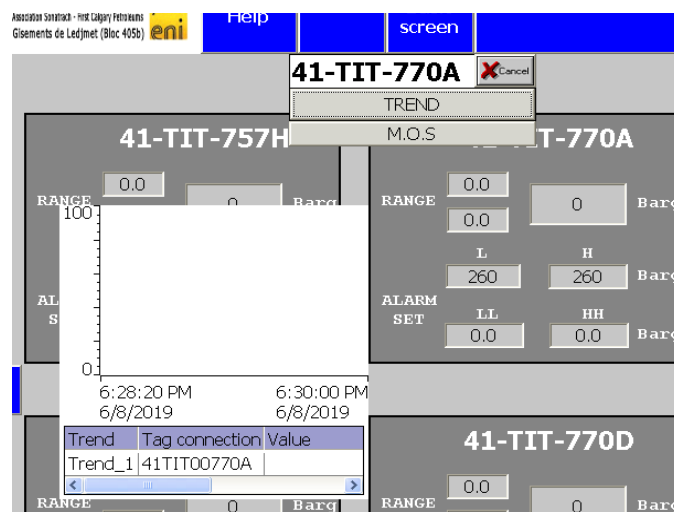 Association Sonatrach - First Calgary Petroleums
Gisements de Ledjmet (Bloc 405b)
eni
Help
screen
41-TIT-770A
Cancel
TREND
M.O.S
41-TIT-757H
RANGE
0.0
0
Barg
100
0
6:28:20 PM
6/8/2019
6:30:00 PM
6/8/2019
Trend Tag connection Value
Trend_1 41TIT00770A
RANGE
0
Barg
TIT-770A
RANGE
0.0
0.0
0
Barg
L
H
260
260
Barg
ALARM
SET
LL
HH
0.0
0.0
Barg
41-TIT-770D
RANGE
0.0
0
Barg